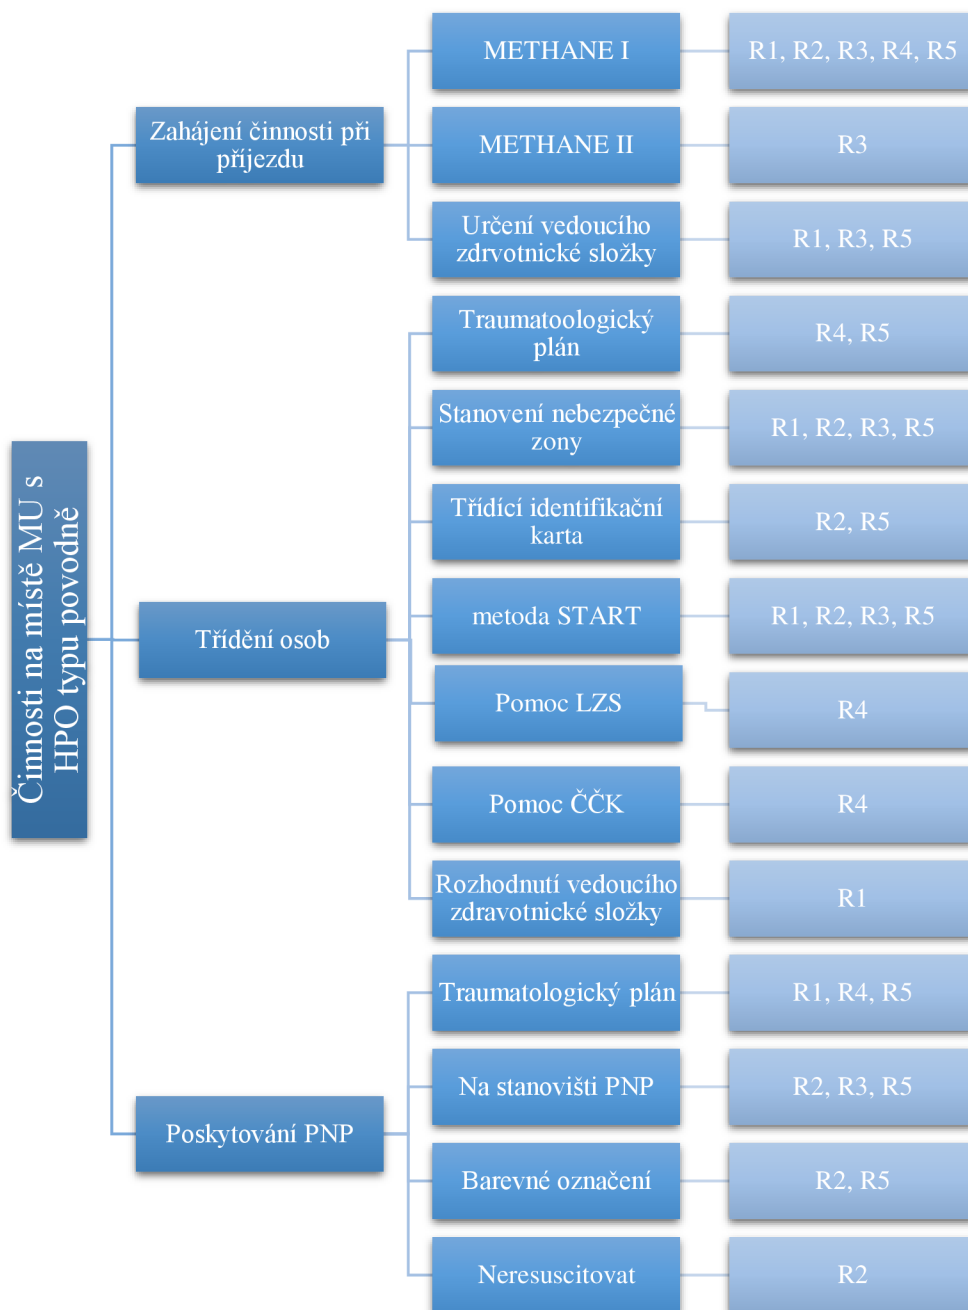 Činnosti na místě MU s
HPO typu povodně
Zahájení činnosti při
příjezdu
METHANE I
R1, R2, R3, R4, R5
METHANE II
R3
Určení vedoucího
zdrvotnické složky
R1, R3, R5
Třídění osob
Traumatoologický
plán
R4, R5
Stanovení nebezpečné
zony
R1, R2, R3, R5
Třídící identifikační
karta
R2, R5
metoda START
R1, R2, R3, R5
Pomoc LZS
R4
Pomoc ČČK
R4
Rozhodnutí vedoucího
zdravotnické složky
R1
Poskytování PNP
Traumatologický plán
R1, R4, R5
Na stanovišti PNP
R2, R3, R5
Barevné označení
R2, R5
Neresuscitovat
R2